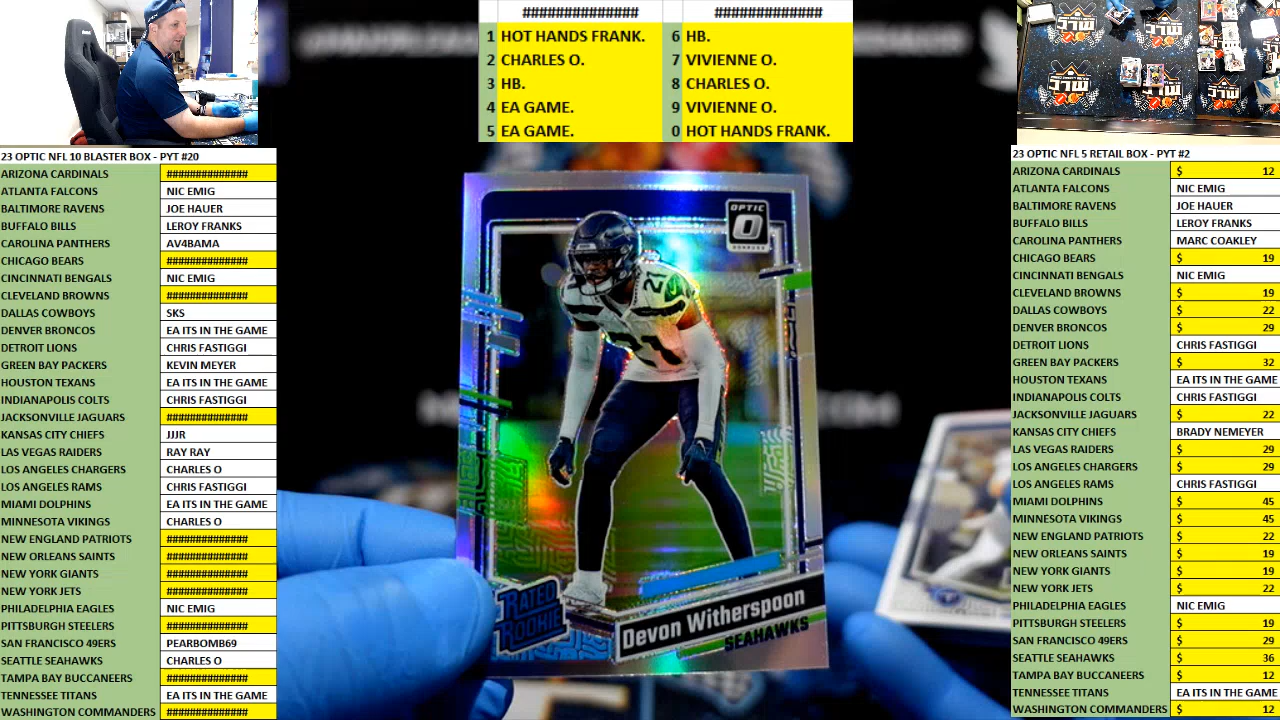 ############## #############
1 HOT HANDS FRANK. 6 HB.
2 CHARLES O. 7 VIVIENNE O.
3 HB. 8 CHARLES O.
4 EA GAME. 9 VIVIENNE O.
5 EA GAME. 0 HOT HANDS FRANK.
23 OPTIC NFL 10 BLASTER BOX - PYT #20
ARIZONA CARDINALS ##############
ATLANTA FALCONS NIC EMIG
BALTIMORE RAVENS JOE HAUER
BUFFALO BILLS LEROY FRANKS
CAROLINA PANTHERS AV4BAMA
CHICAGO BEARS ##############
CINCINNATI BENGALS NIC EMIG
CLEVELAND BROWNS ##############
DALLAS COWBOYS SKS
DENVER BRONCOS EA ITS IN THE GAME
DETROIT LIONS CHRIS FASTIGGI
GREEN BAY PACKERS KEVIN MEYER
HOUSTON TEXANS EA ITS IN THE GAME
INDIANAPOLIS COLTS CHRIS FASTIGGI
JACKSONVILLE JAGUARS ##############
KANSAS CITY CHIEFS JJJR
LAS VEGAS RAIDERS RAY RAY
LOS ANGELES CHARGERS CHARLES O
LOS ANGELES RAMS CHRIS FASTIGGI
MIAMI DOLPHINS EA ITS IN THE GAME
MINNESOTA VIKINGS CHARLES O
NEW ENGLAND PATRIOTS ##############
NEW ORLEANS SAINTS ##############
NEW YORK GIANTS ##############
NEW YORK JETS ##############
PHILADELPHIA EAGLES NIC EMIG
PITTSBURGH STEELERS ##############
SAN FRANCISCO 49ERS PEARBOMB69
SEATTLE SEAHAWKS CHARLES O
TAMPA BAY BUCCANEERS ##############
TENNESSEE TITANS EA ITS IN THE GAME
WASHINGTON COMMANDERS ##############
OPTIC
DONRUSS
21
21
RATED
ROOKIE
Devon Witherspoon
SEAHAWKS
23 OPTIC NFL 5 RETAIL BOX - PYT #2
ARIZONA CARDINALS $ 12
ATLANTA FALCONS NIC EMIG
BALTIMORE RAVENS JOE HAUER
BUFFALO BILLS LEROY FRANKS
CAROLINA PANTHERS MARC COAKLEY
CHICAGO BEARS $ 19
CINCINNATI BENGALS NIC EMIG
CLEVELAND BROWNS $ 19
DALLAS COWBOYS $ 22
DENVER BRONCOS $ 29
DETROIT LIONS CHRIS FASTIGGI
GREEN BAY PACKERS $ 32
HOUSTON TEXANS EA ITS IN THE GAME
INDIANAPOLIS COLTS CHRIS FASTIGGI
JACKSONVILLE JAGUARS $ 22
KANSAS CITY CHIEFS BRADY NEMEYER
LAS VEGAS RAIDERS $ 29
LOS ANGELES CHARGERS $ 29
LOS ANGELES RAMS CHRIS FASTIGGI
MIAMI DOLPHINS $ 45
MINNESOTA VIKINGS $ 45
NEW ENGLAND PATRIOTS $ 22
NEW ORLEANS SAINTS $ 19
NEW YORK GIANTS $ 19
NEW YORK JETS $ 22
PHILADELPHIA EAGLES NIC EMIG
PITTSBURGH STEELERS $ 19
SAN FRANCISCO 49ERS $ 29
SEATTLE SEAHAWKS $ 36
TAMPA BAY BUCCANEERS $ 12
TENNESSEE TITANS EA ITS IN THE GAME
WASHINGTON COMMANDERS $ 12